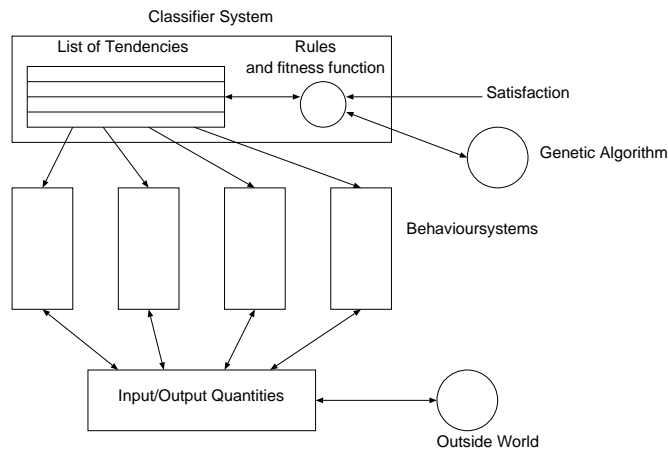 Classifier System
List of Tendencies
Rules
and fitness function
Satisfaction
Genetic Algorithm
Behavioursystems
Input/Output Quantities
Outside World